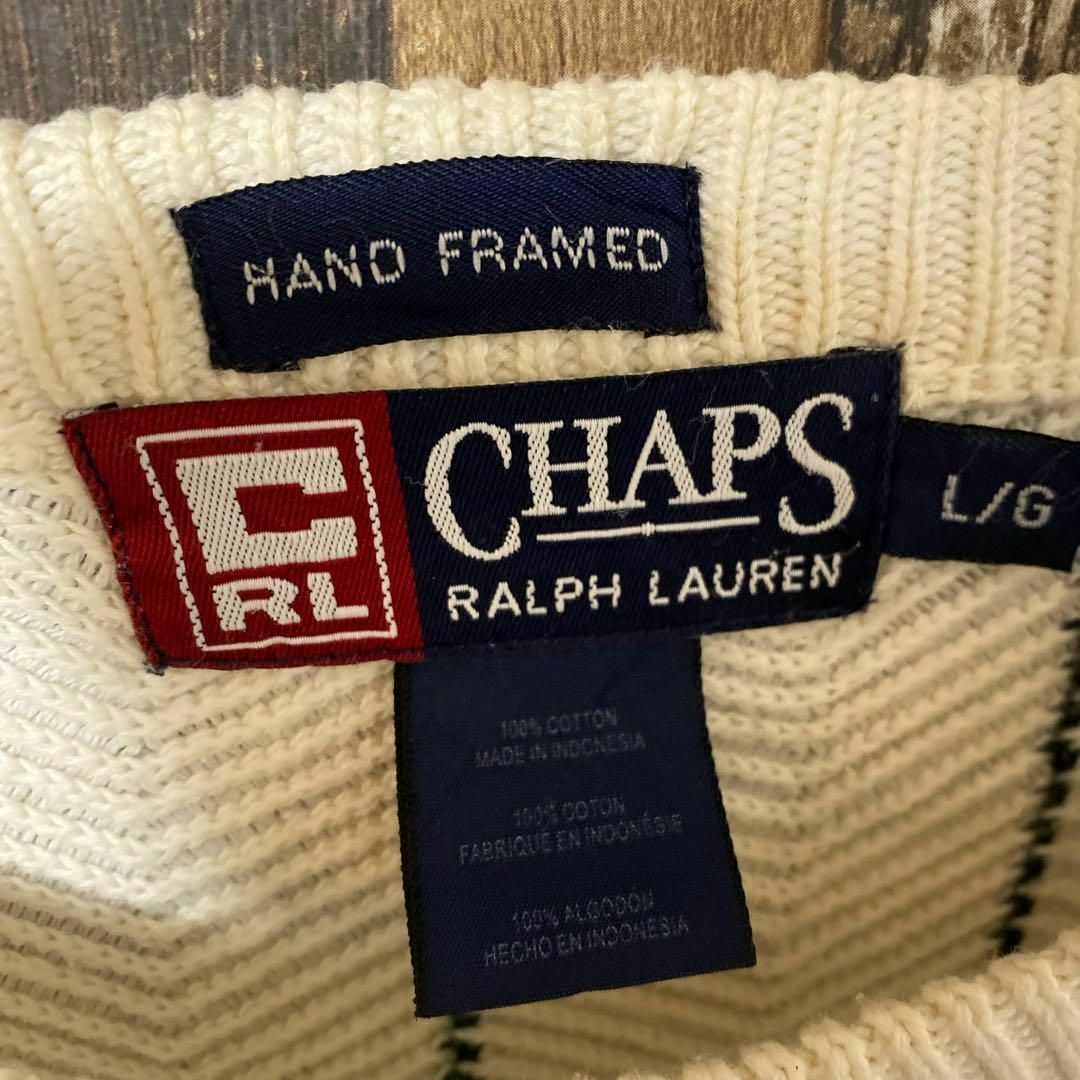 HAND FRAMED
C
RL
CHAPS
RALPH LAUREN
L/G
100% COTTON
MADE IN INDONESIA
100% COTON
FABRIQUÉ EN INDONÉSIE
100% ALGODON
HECHO EN INDONESIA